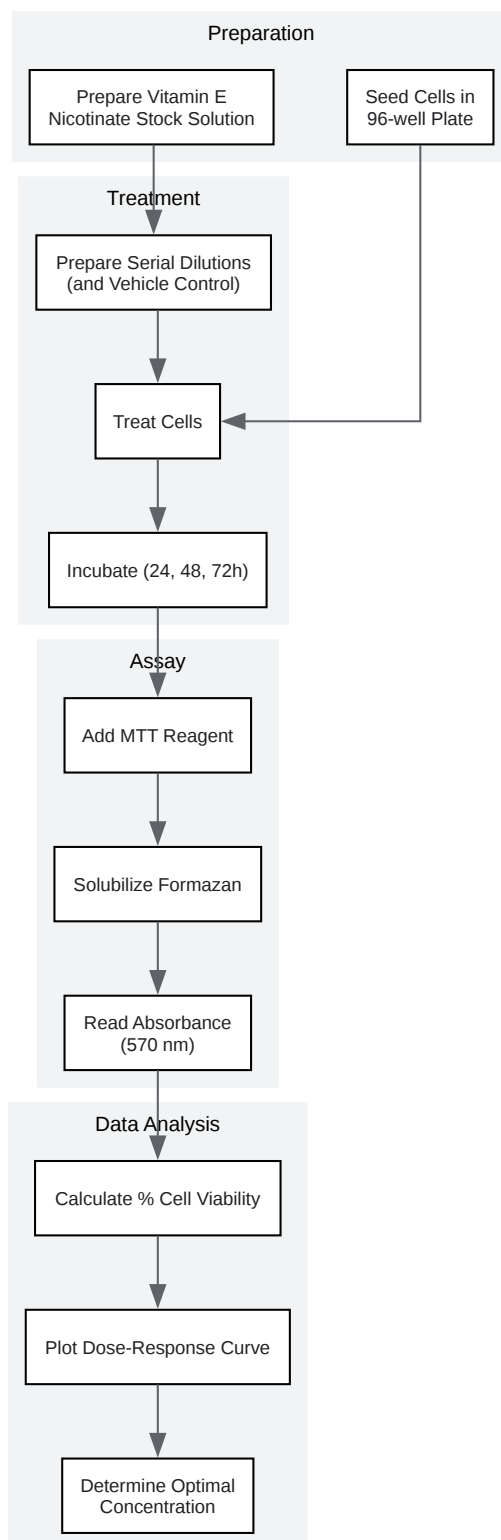 Preparation
Prepare Vitamin E
Nicotinate Stock Solution
Seed Cells in
96-well Plate
Treatment
Prepare Serial Dilutions
(and Vehicle Control)
Treat Cells
Incubate (24, 48, 72h)
Assay
Add MTT Reagent
Solubilize Formazan
Read Absorbance
(570 nm)
Data Analysis
Calculate % Cell Viability
Plot Dose-Response Curve
Determine Optimal
Concentration